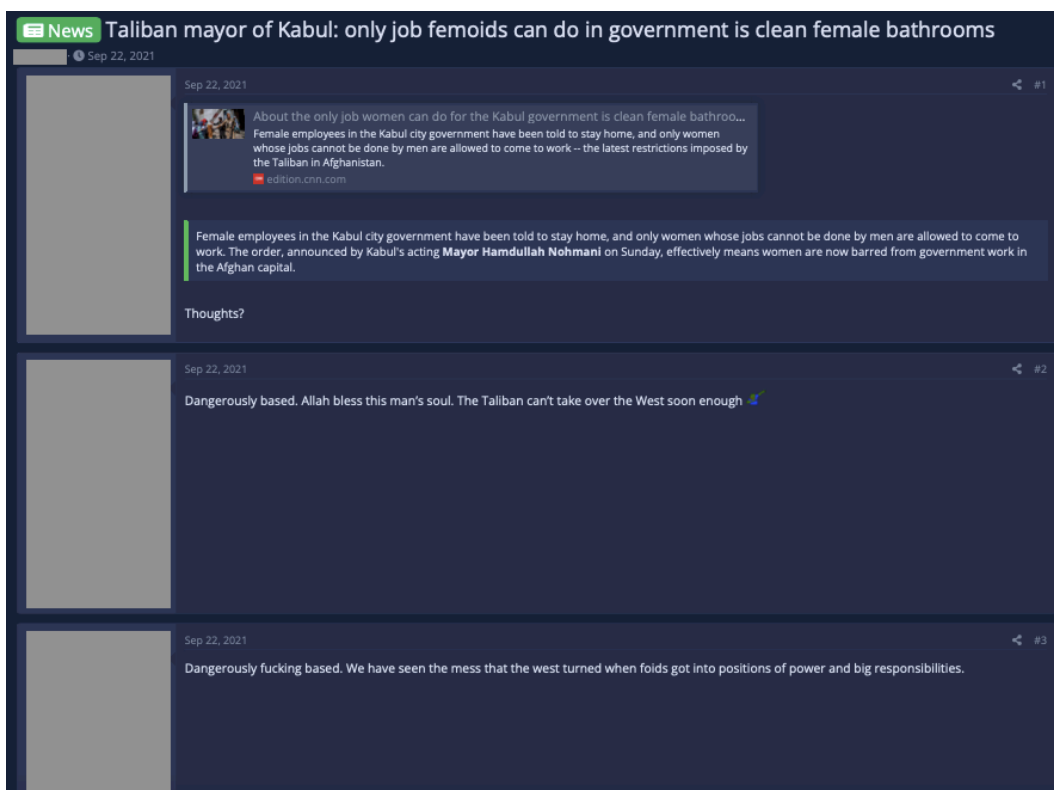 News Taliban mayor of Kabul: only job femoids can do in government is clean female bathrooms
· Sep 22, 2021
Sep 22, 2021 #1
About the only job women can do for the Kabul government is clean female bathroo...
Female employees in the Kabul city government have been told to stay home, and only women
whose jobs cannot be done by men are allowed to come to work -- the latest restrictions imposed by
the Taliban in Afghanistan.
edition.cnn.com
Female employees in the Kabul city government have been told to stay home, and only women whose jobs cannot be done by men are allowed to come to
work. The order, announced by Kabul's acting Mayor Hamdullah Nohmani on Sunday, effectively means women are now barred from government work in
the Afghan capital.
Thoughts?
Sep 22, 2021 #2
Dangerously based. Allah bless this man's soul. The Taliban can't take over the West soon enough
Sep 22, 2021 #3
Dangerously fucking based. We have seen the mess that the west turned when foids got into positions of power and big responsibilities.